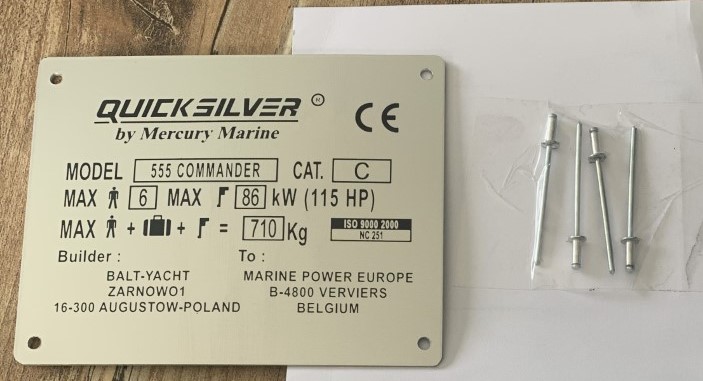 QUICKSILVER ®
by Mercury Marine
CE
MODEL 555 COMMANDER CAT. C
MAX 6 MAX 86 kW (115 HP)
MAX + + = 710 Kg
ISO 9000 2000
NC 251
Builder : To :
BALT-YACHT MARINE POWER EUROPE
ZARNOWO1 B-4800 VERVIERS
16-300 AUGUSTOW-POLAND BELGIUM